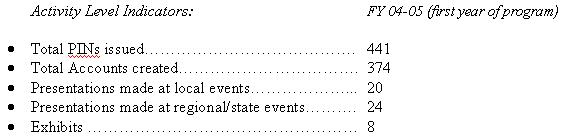 Activity Level Indicators: FY 04-05 (first year of program)
• Total PINs issued…………………………………. 441
• Total Accounts created……………………………. 374
• Presentations made at local events……………….. 20
• Presentations made at regional/state events………. 24
• Exhibits ………………………………………… 8